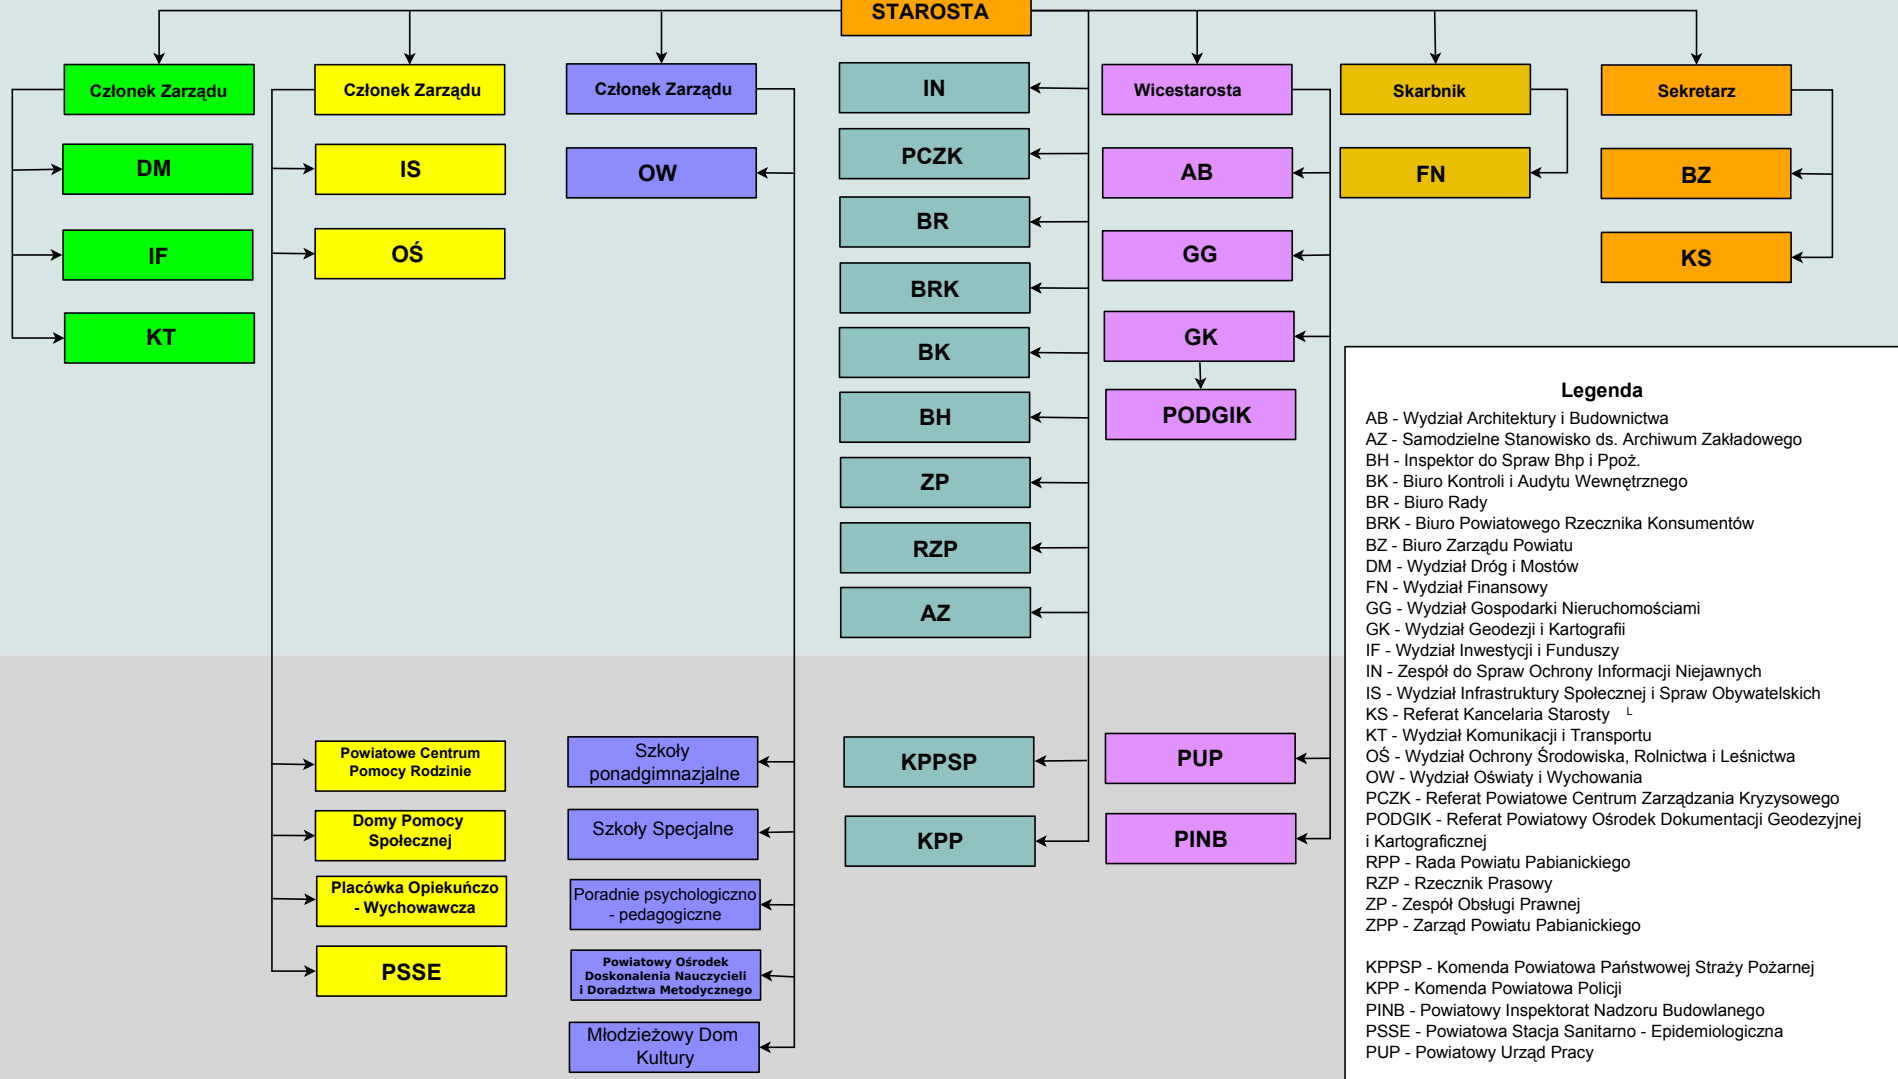 STAROSTA
Członek Zarządu
DM
IF
KT
Członek Zarządu
IS
OŚ
Powiatowe Centrum
Pomocy Rodzinie
Domy Pomocy
Społecznej
Placówka Opiekuńczo
- Wychowawcza
PSSE
Członek Zarządu
OW
Szkoły
ponadgimnazjalne
Szkoły Specjalne
Poradnie psychologiczno
- pedagogiczne
Powiatowy Ośrodek
Doskonalenia Nauczycieli
i Doradztwa Metodycznego
Młodzieżowy Dom
Kultury
IN
PCZK
BR
BRK
BK
BH
ZP
RZP
AZ
KPPSP
KPP
Wicestarosta
AB
GG
GK
PODGIK
PUP
PINB
Skarbnik
FN
Sekretarz
BZ
KS
Legenda
AB - Wydział Architektury i Budownictwa
AZ - Samodzielne Stanowisko ds. Archiwum Zakładowego
BH - Inspektor do Spraw Bhp i Ppoż.
BK - Biuro Kontroli i Audytu Wewnętrznego
BR - Biuro Rady
BRK - Biuro Powiatowego Rzecznika Konsumentów
BZ - Biuro Zarządu Powiatu
DM - Wydział Dróg i Mostów
FN - Wydział Finansowy
GG - Wydział Gospodarki Nieruchomościami
GK - Wydział Geodezji i Kartografii
IF - Wydział Inwestycji i Funduszy
IN - Zespół do Spraw Ochrony Informacji Niejawnych
IS - Wydział Infrastruktury Społecznej i Spraw Obywatelskich
KS - Referat Kancelaria Starosty L
KT - Wydział Komunikacji i Transportu
OŚ - Wydział Ochrony Środowiska, Rolnictwa i Leśnictwa
OW - Wydział Oświaty i Wychowania
PCZK - Referat Powiatowe Centrum Zarządzania Kryzysowego
PODGIK - Referat Powiatowy Ośrodek Dokumentacji Geodezyjnej
i Kartograficznej
RPP - Rada Powiatu Pabianickiego
RZP - Rzecznik Prasowy
ZP - Zespół Obsługi Prawnej
ZPP - Zarząd Powiatu Pabianickiego
KPPSP - Komenda Powiatowa Państwowej Straży Pożarnej
KPP - Komenda Powiatowa Policji
PINB - Powiatowy Inspektorat Nadzoru Budowlanego
PSSE - Powiatowa Stacja Sanitarno - Epidemiologiczna
PUP - Powiatowy Urząd Pracy